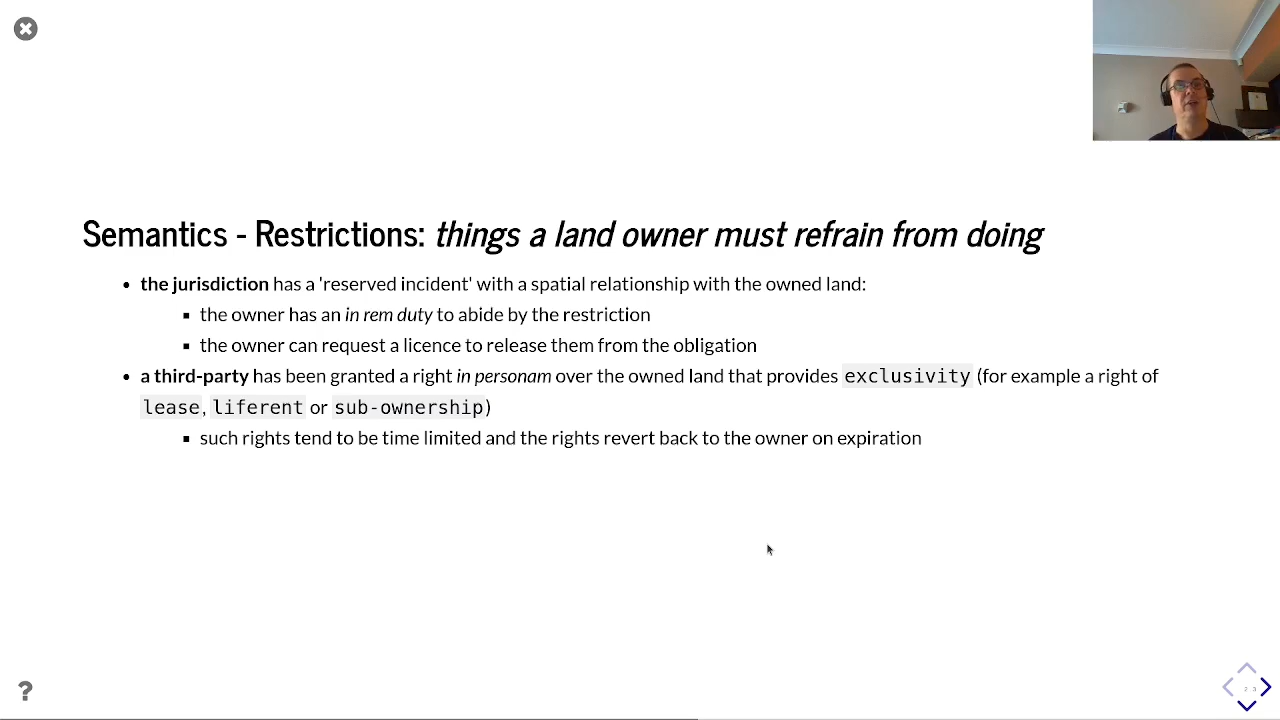 Semantics - Restrictions: things a land owner must refrain from doing
• the jurisdiction has a 'reserved incident' with a spatial relationship with the owned land:
▪ the owner has an in rem duty to abide by the restriction
▪ the owner can request a licence to release them from the obligation
• a third-party has been granted a right in personam over the owned land that provides exclusivity (for example a right of
lease, liferent or sub-ownership)
▪ such rights tend to be time limited and the rights revert back to the owner on expiration
?